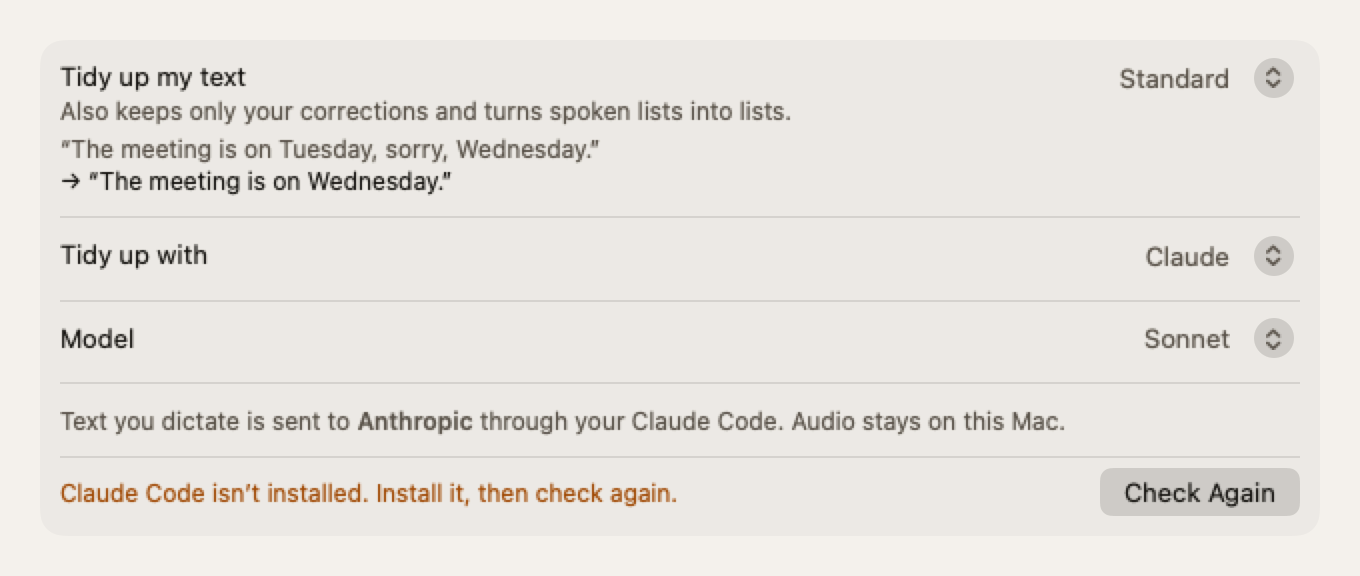 Tidy up my text
Standard
Also keeps only your corrections and turns spoken lists into lists.
“The meeting is on Tuesday, sorry, Wednesday.”
→ “The meeting is on Wednesday.”
Tidy up with
Claude
Model
Sonnet
Text you dictate is sent to Anthropic through your Claude Code. Audio stays on this Mac.
Claude Code isn’t installed. Install it, then check again.
Check Again